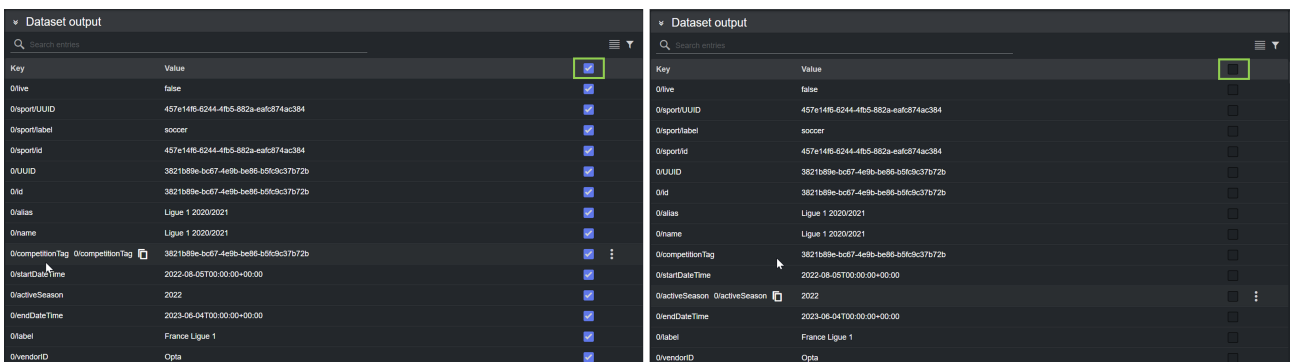 Dataset output
Search entries
Key Value
0/live false
0/sport/UUID 457e14f6-6244-4fb5-882a-eafc874ac384
0/sport/label soccer
0/sport/id 457e14f6-6244-4fb5-882a-eafc874ac384
0/UUID 3821b89e-bc67-4e9b-be86-b5fc9c37b72b
0/id 3821b89e-bc67-4e9b-be86-b5fc9c37b72b
0/alias Ligue 1 2020/2021
0/name Ligue 1 2020/2021
0/competitionTag 0/competitionTag 3821b89e-bc67-4e9b-be86-b5fc9c37b72b
0/startDateTime 2022-08-05T00:00:00+00:00
0/activeSeason 2022
0/endDateTime 2023-06-04T00:00:00+00:00
0/label France Ligue 1
0/vendorID Opta
Dataset output
Search entries
Key Value
0/live false
0/sport/UUID 457e14f6-6244-4fb5-882a-eafc874ac384
0/sport/label soccer
0/sport/id 457e14f6-6244-4fb5-882a-eafc874ac384
0/UUID 3821b89e-bc67-4e9b-be86-b5fc9c37b72b
0/id 3821b89e-bc67-4e9b-be86-b5fc9c37b72b
0/alias Ligue 1 2020/2021
0/name Ligue 1 2020/2021
0/competitionTag 3821b89e-bc67-4e9b-be86-b5fc9c37b72b
0/startDateTime 2022-08-05T00:00:00+00:00
0/activeSeason 0/activeSeason 2022
0/endDateTime 2023-06-04T00:00:00+00:00
0/label France Ligue 1
0/vendorID Opta